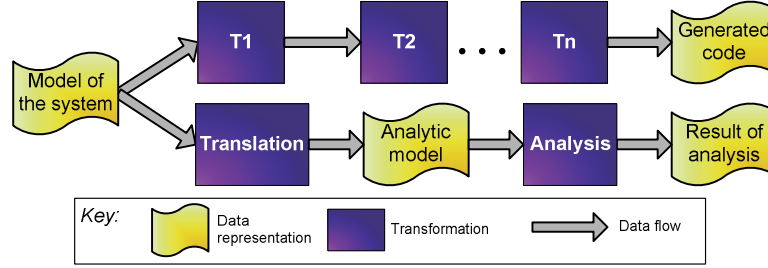 T1
T2
. . .
Tn
Generated
code
Model of
the system
Translation
Analytic
model
Analysis
Result of
analysis
Key:
Data
representation
Transformation
Data flow